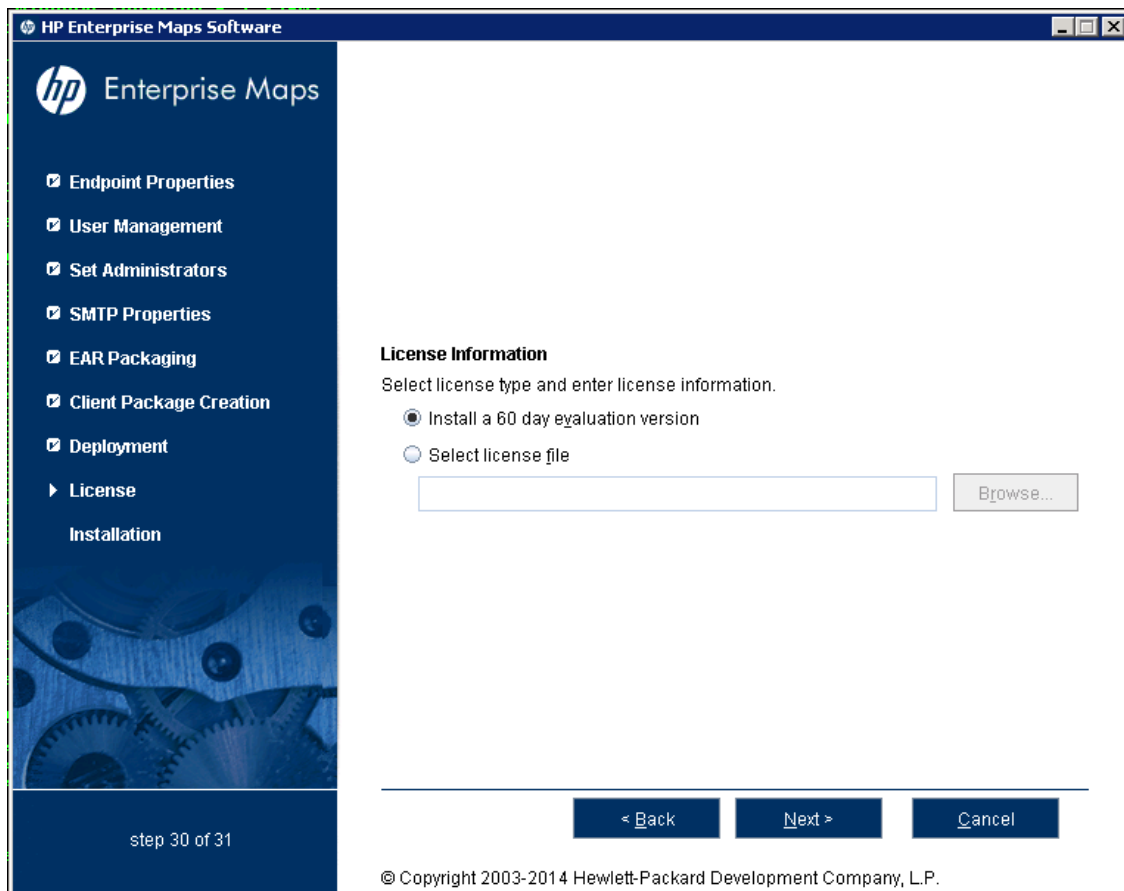 HP Enterprise Maps Software
hp Enterprise Maps
Endpoint Properties
User Management
Set Administrators
SMTP Properties
EAR Packaging
Client Package Creation
Deployment
License
Installation
step 30 of 31
License Information
Select license type and enter license information.
Install a 60 day evaluation version
Select license file
Browse...
< Back
Next >
Cancel
© Copyright 2003-2014 Hewlett-Packard Development Company, L.P.